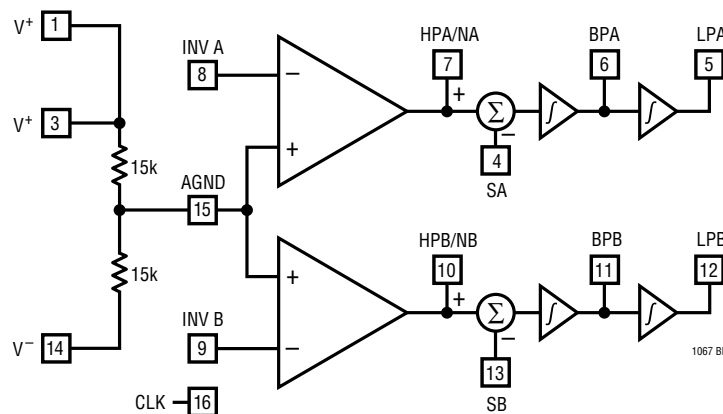 V+ 1
HPA/NA
BPA
LPA
INV A
7
6
5
8
−
+
Σ
∫
∫
−
V+ 3
+
4
15k
AGND
SA
15
15k
HPB/NB
BPB
LPB
10
11
12
+
+
Σ
∫
∫
INV B
−
V− 14
9
−
13
1067 B
CLK 16
SB